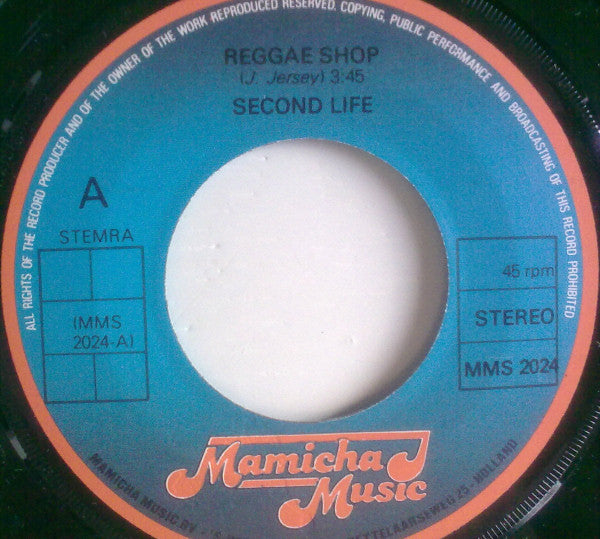 ALL RIGHTS OF THE RECORD PRODUCER AND OF THE OWNER OF THE WORK REPRODUCED RESERVED. COPYING, PUBLIC PERFORMANCE AND BROADCASTING OF THIS RECORD PROHIBITED
REGGAE SHOP
(J. Jersey) 3:45
SECOND LIFE
A
STEMRA
(MMS
2024-A)
45 rpm
STEREO
MMS 2024
Mamicha
Music
MAMICHA MUSIC BV 25 - HOLLAND